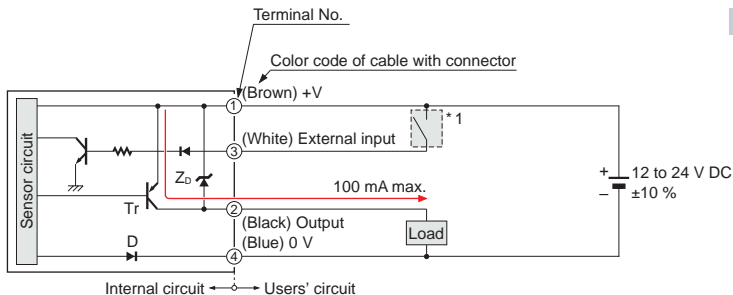 Terminal No.
Color code of cable with connector
(Brown) +V
1
* 1
(White) External input
3
Sensor circuit
ZD
100 mA max.
+ 12 to 24 V DC
– ±10 %
Tr
2
(Black) Output
Load
D
(Blue) 0 V
4
Internal circuit Users' circuit